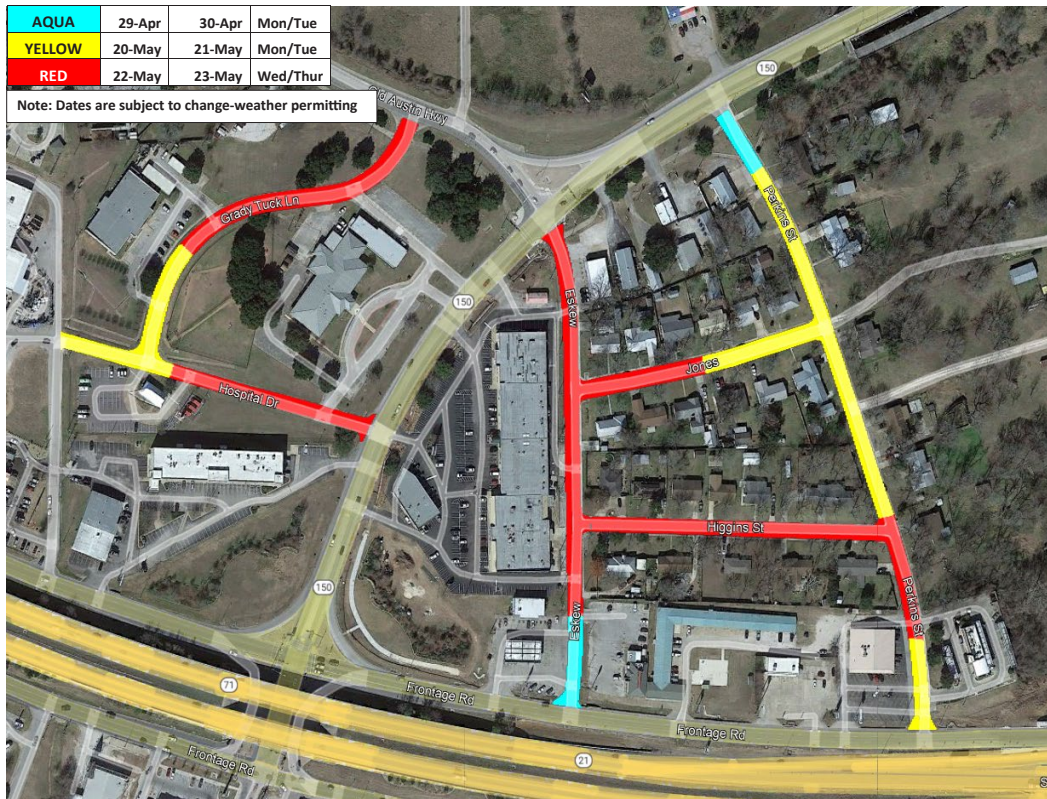 AQUA 29-Apr 30-Apr Mon/Tue
YELLOW 20-May 21-May Mon/Tue
RED 22-May 23-May Wed/Thur
Note: Dates are subject to change-weather permitting
Old Austin Hwy
150
Perkins St
Grady Tuck Ln
150
Eskew
Jones
Hospital Dr
Higgins St
150
Perkins St
Eskew
71
Frontage Rd
Frontage Rd
Frontage Rd
21
S